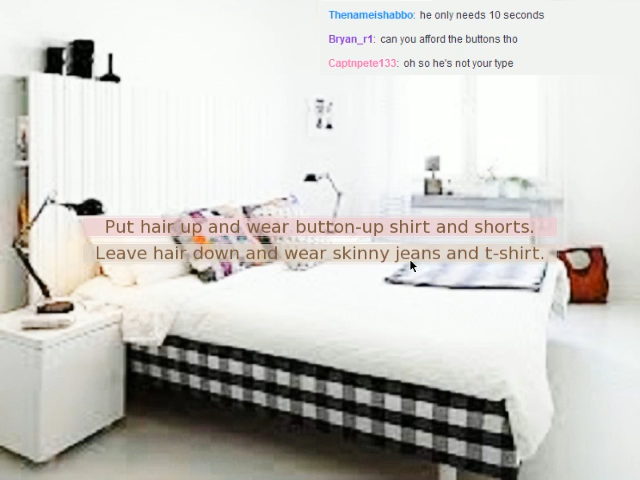 Thenameishabbo: he only needs 10 seconds
Bryan_r1: can you afford the buttons tho
Captnpete133: oh so he's not your type
Put hair up and wear button-up shirt and shorts.
Leave hair down and wear skinny jeans and t-shirt.